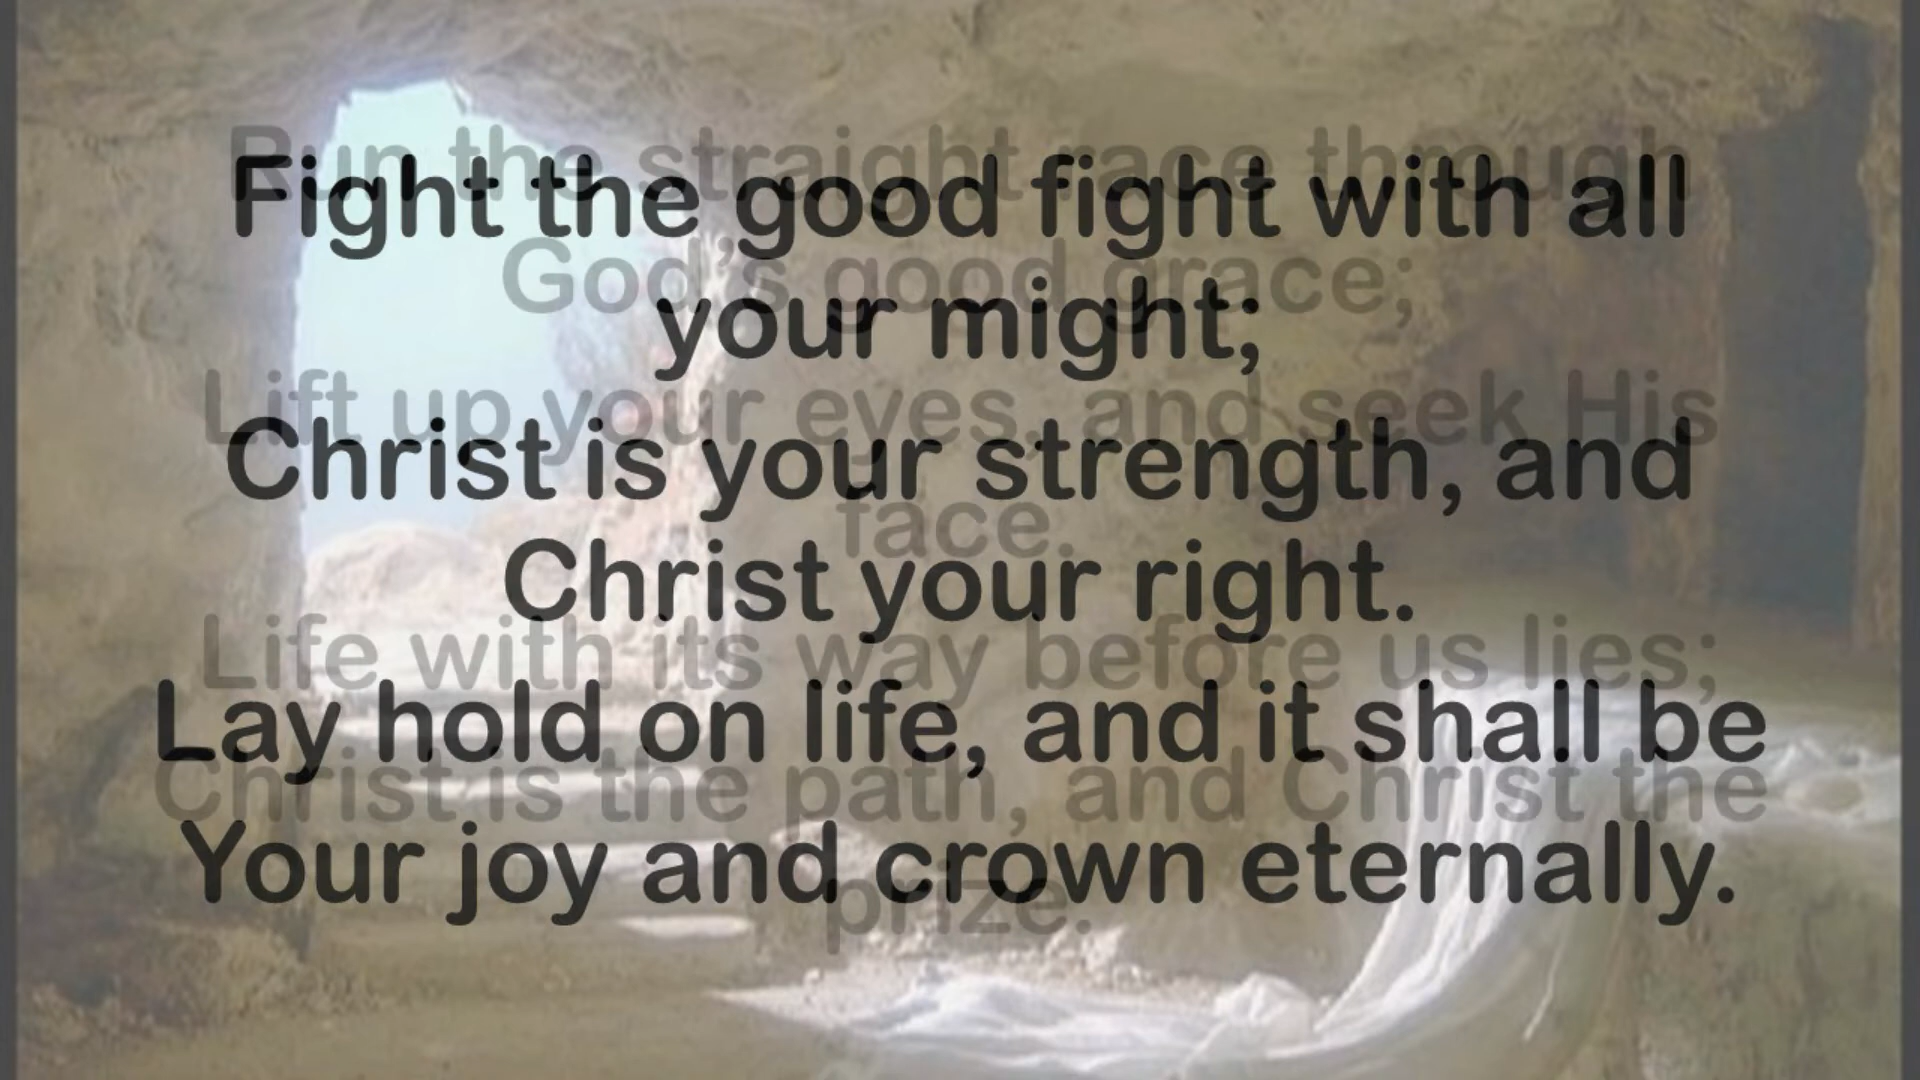 Fight the good fight with all
your might;
Christ is your strength, and
Christ your right.
Lay hold on life, and it shall be
Your joy and crown eternally.
Run the straight race through
God's good grace;
Lift up your eyes, and seek His
face.
Life with its way before us lies;
Christ is the path, and Christ the
prize.